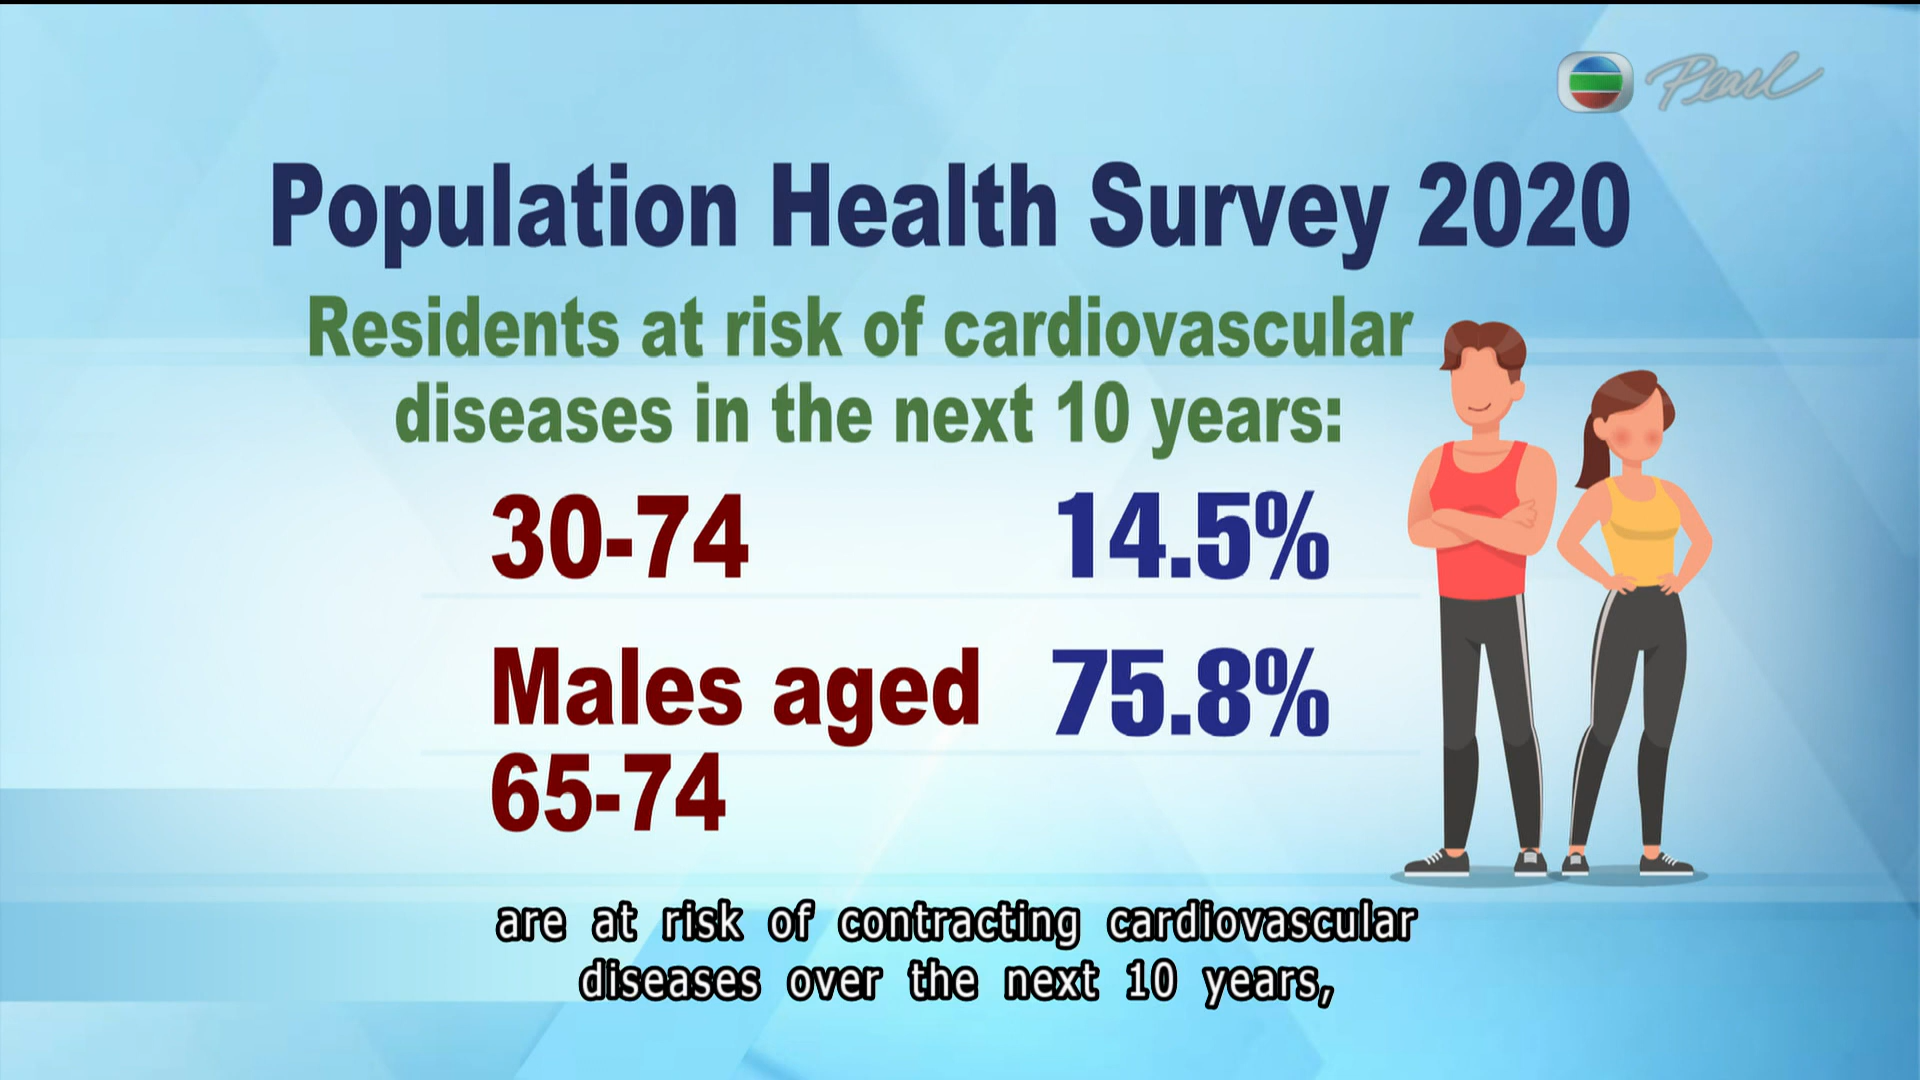 Pearl
Population Health Survey 2020
Residents at risk of cardiovascular
diseases in the next 10 years:
30-74 14.5%
Males aged 75.8%
65-74
are at risk of contracting cardiovascular
diseases over the next 10 years,